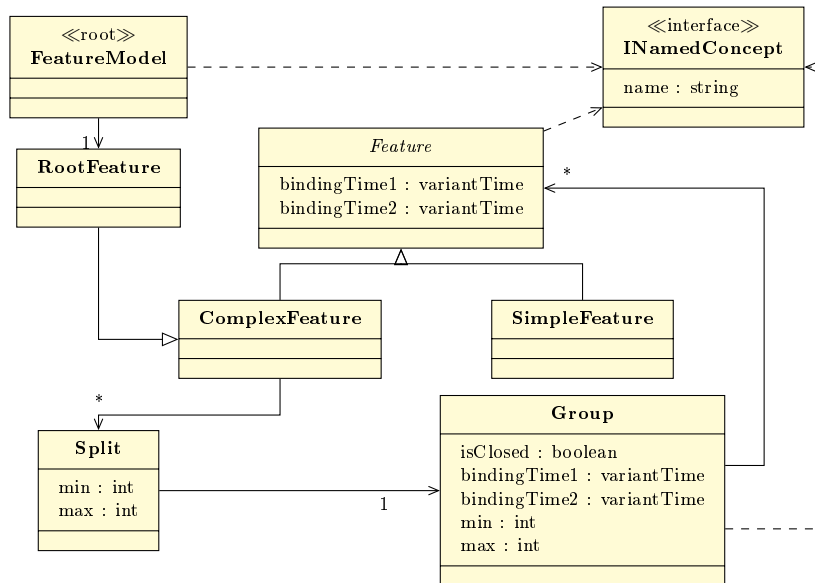 ≪root≫
FeatureModel
≪interface≫
INamedConcept
name : string
1
RootFeature
Feature
bindingTime1 : variantTime
bindingTime2 : variantTime
*
ComplexFeature
SimpleFeature
*
Split
min : int
max : int
1
Group
isClosed : boolean
bindingTime1 : variantTime
bindingTime2 : variantTime
min : int
max : int